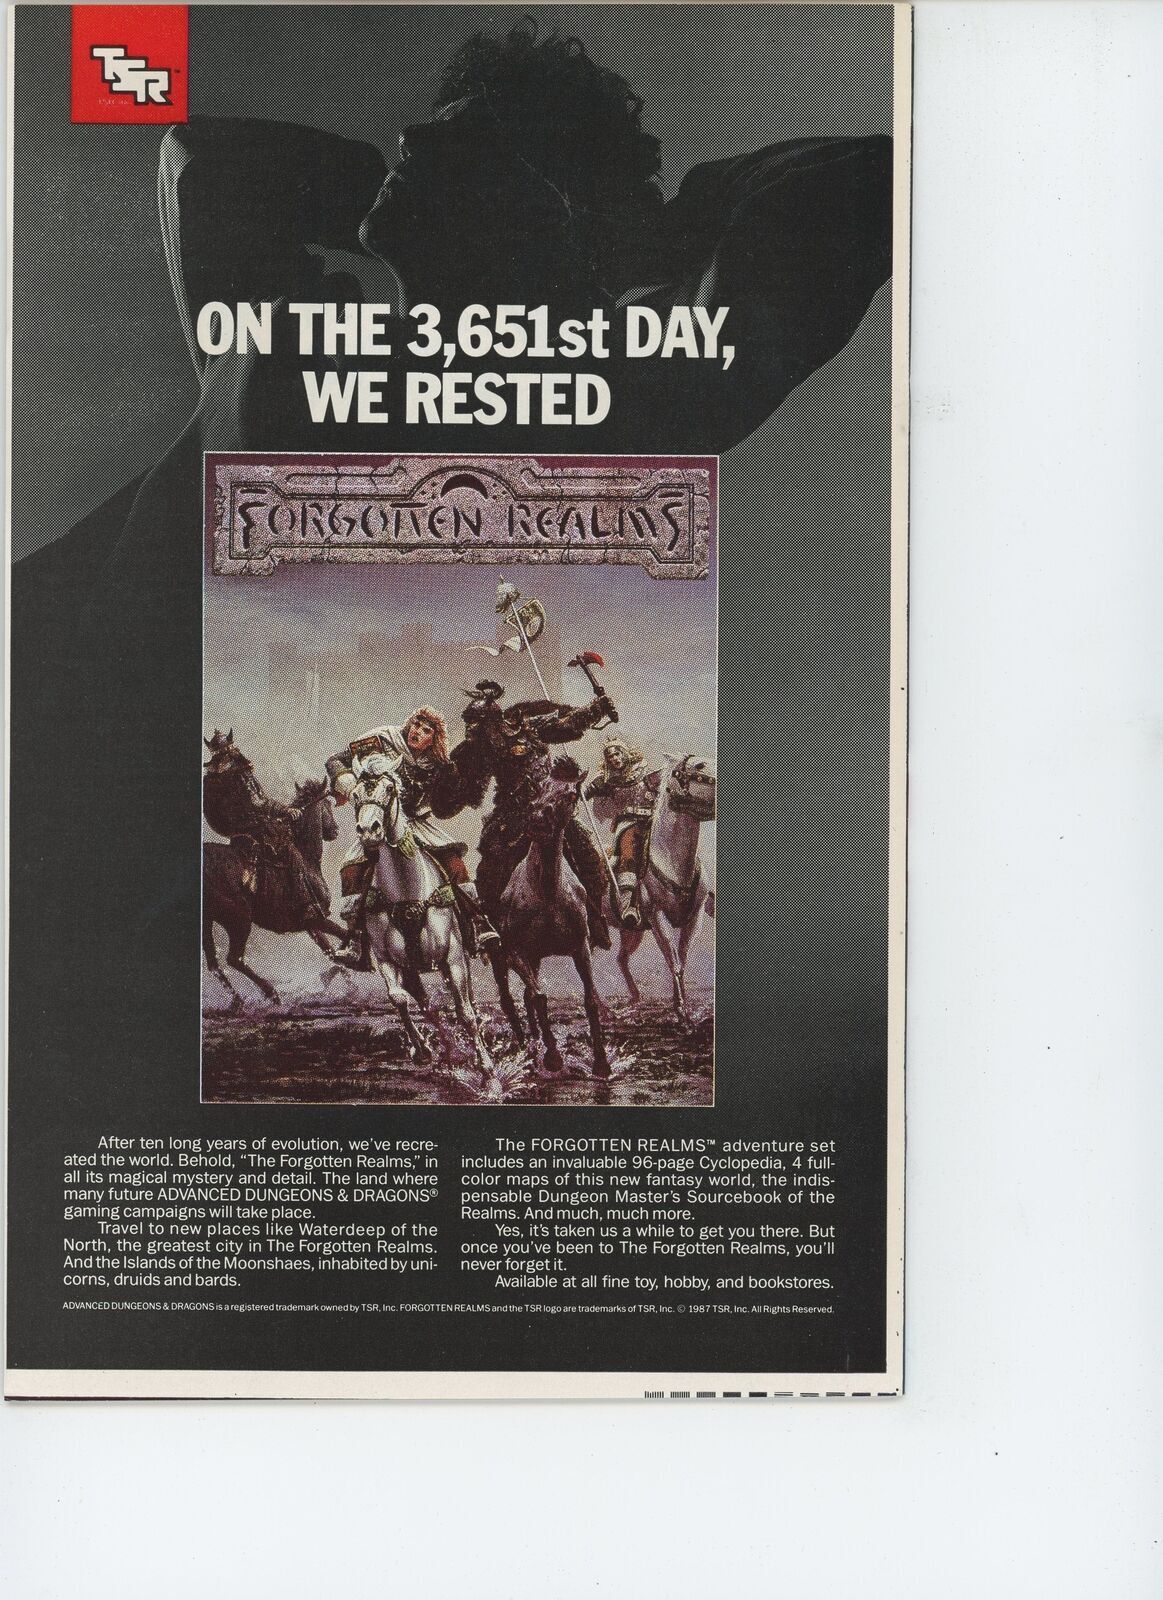 TSR™
ON THE 3,651st DAY,
WE RESTED
FORGOTTEN REALMS
After ten long years of evolution, we've recre-
ated the world. Behold, "The Forgotten Realms," in
all its magical mystery and detail. The land where
many future ADVANCED DUNGEONS & DRAGONS®
gaming campaigns will take place.
Travel to new places like Waterdeep of the
North, the greatest city in The Forgotten Realms.
And the Islands of the Moonshaes, inhabited by uni-
corns, druids and bards.
The FORGOTTEN REALMS™ adventure set
includes an invaluable 96-page Cyclopedia, 4 full-
color maps of this new fantasy world, the indis-
pensable Dungeon Master's Sourcebook of the
Realms. And much, much more.
Yes, it's taken us a while to get you there. But
once you've been to The Forgotten Realms, you'll
never forget it.
Available at all fine toy, hobby, and bookstores.
ADVANCED DUNGEONS & DRAGONS is a registered trademark owned by TSR, Inc. FORGOTTEN REALMS and the TSR logo are trademarks of TSR, Inc. © 1987 TSR, Inc. All Rights Reserved.